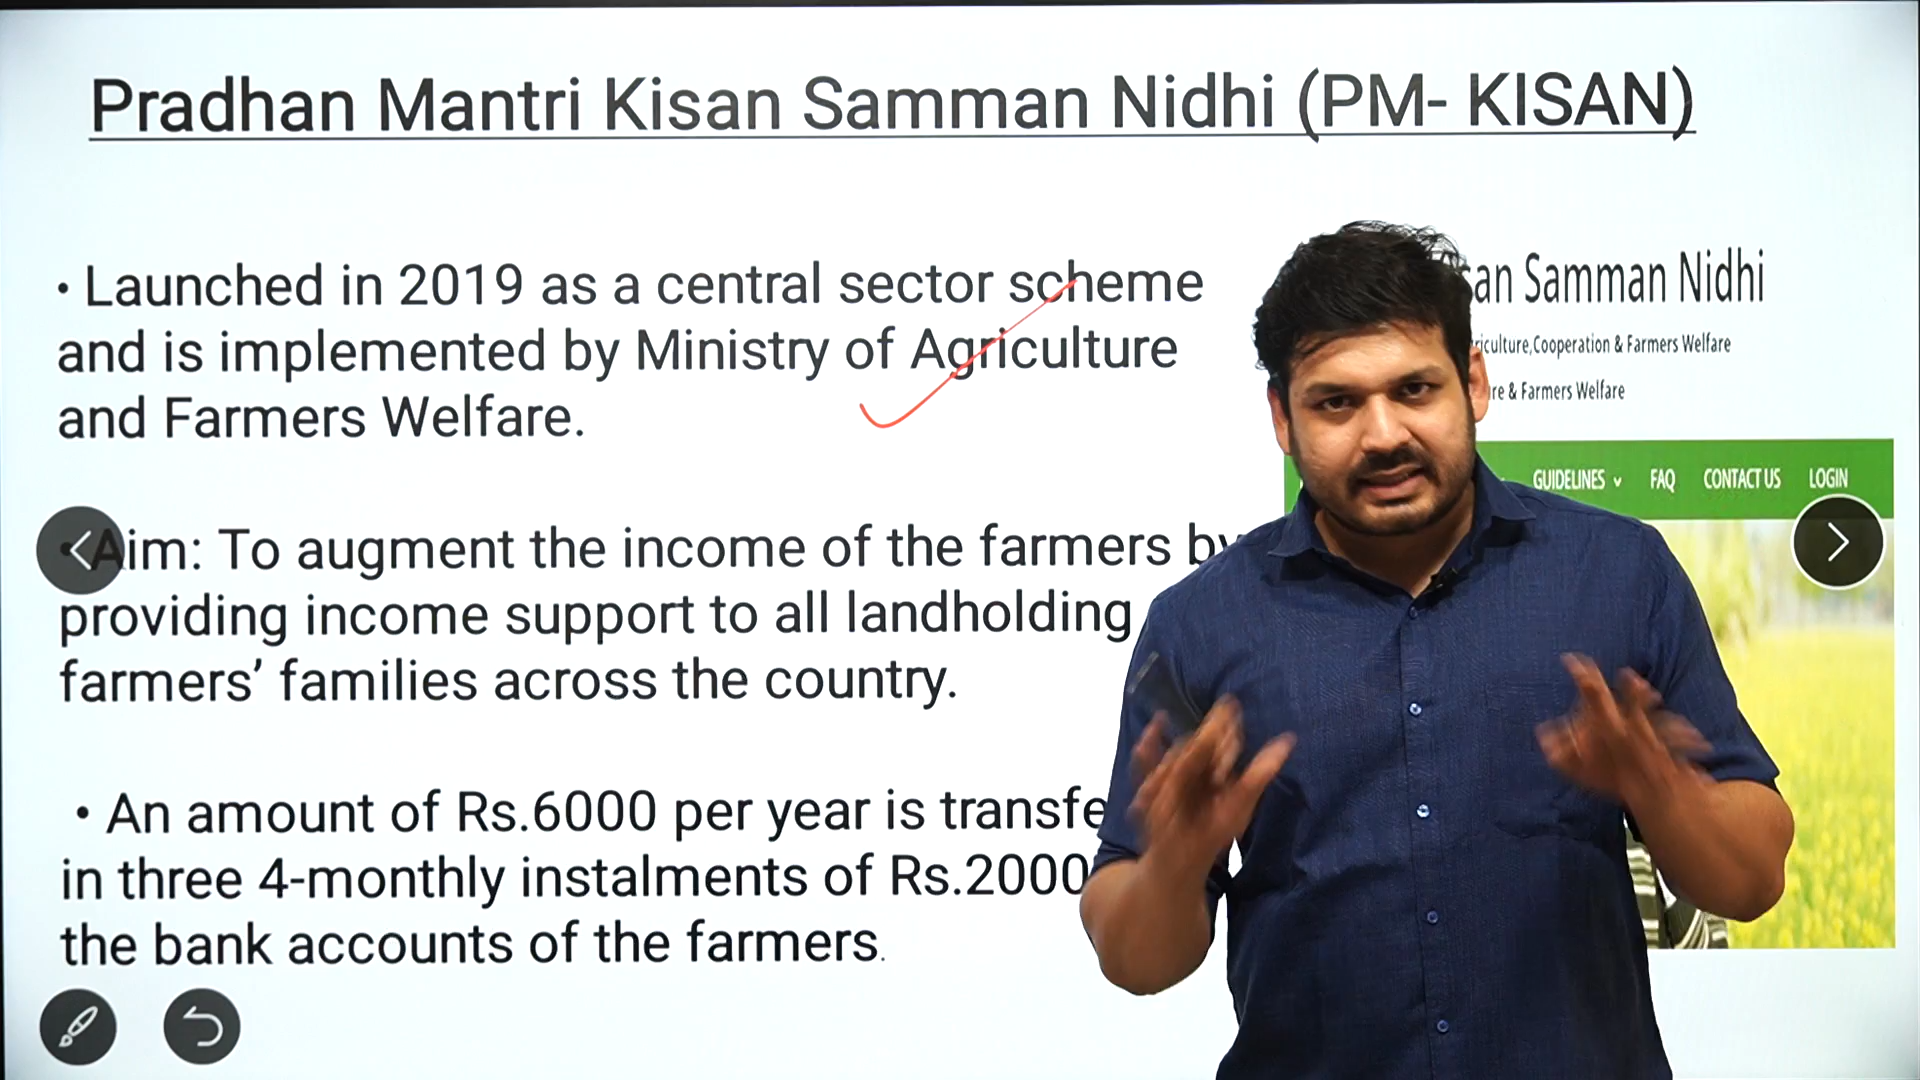 Pradhan Mantri Kisan Samman Nidhi (PM- KISAN)
• Launched in 2019 as a central sector scheme
and is implemented by Ministry of Agriculture
and Farmers Welfare.
Aim: To augment the income of the farmers by
providing income support to all landholding
farmers’ families across the country.
• An amount of Rs.6000 per year is
in three 4-monthly instalments of Rs.2000
the bank accounts of the farmers.
Samman Nidhi
Cooperation & Farmers Welfare
& Farmers Welfare
GUIDELINES FAQ CONTACT US LOGIN